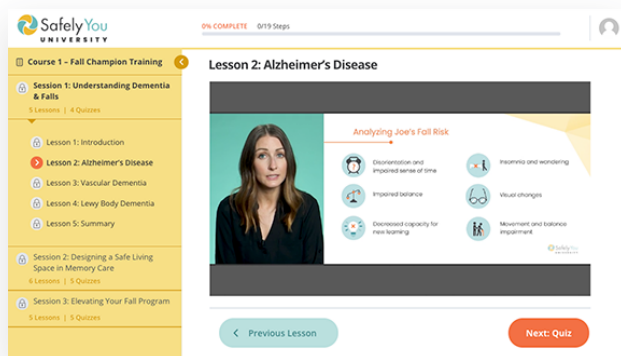 SafelyYou
UNIVERSITY
0% COMPLETE 0/19 Steps
Course 1 – Fall Champion Training
Session 1: Understanding Dementia
& Falls
5 Lessons | 4 Quizzes
Lesson 1: Introduction
Lesson 2: Alzheimer's Disease
Lesson 3: Vascular Dementia
Lesson 4: Lewy Body Dementia
Lesson 5: Summary
Session 2: Designing a Safe Living
Space in Memory Care
6 Lessons | 5 Quizzes
Session 3: Elevating Your Fall Program
5 Lessons | 5 Quizzes
Lesson 2: Alzheimer's Disease
Analyzing Joe's Fall Risk
Disorientation and
impaired sense of time
Impaired balance
Decreased capacity for
new learning
Insomnia and wandering
Visual changes
Movement and balance
impairment
SafelyYou
UNIVERSITY
Previous Lesson
Next: Quiz